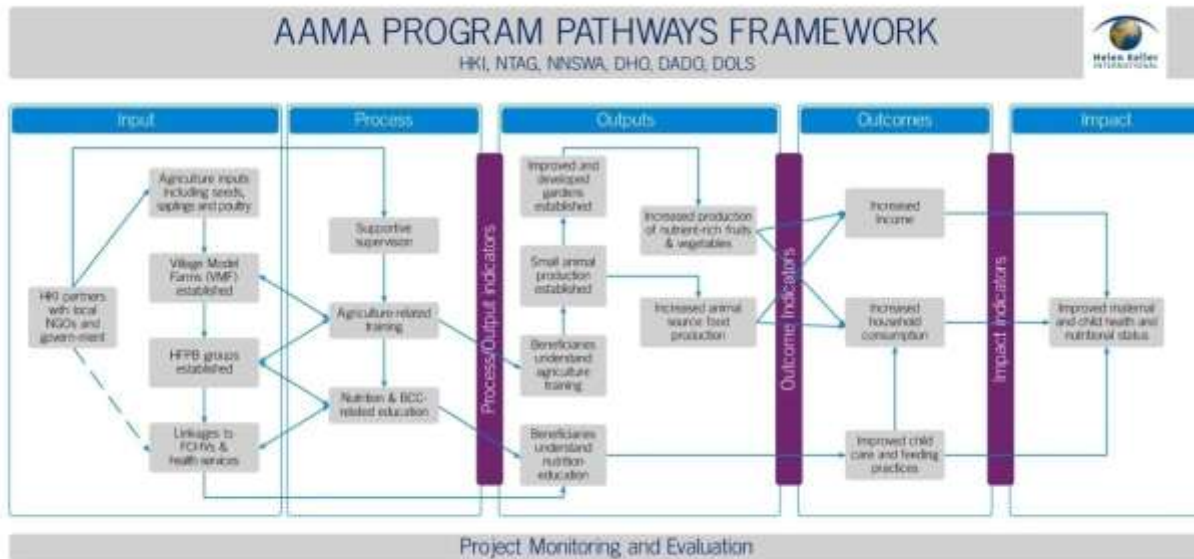 AAMA PROGRAM PATHWAYS FRAMEWORK
HKI, NTAG, NNSWA, DHO, DADO, DOLS
Helen Keller
INTERNATIONAL
Input
Process
Outputs
Outcomes
Impact
Agriculture inputs
including seeds,
saplings and poultry
Village Model
Farms (VMF)
established
HKI partners
with local
NGOs and
govern-ment
HFPB groups
established
Linkages to
FCHVs &
health services
Supportive
supervision
Agriculture-related
training
Nutrition & BCC-
related education
Process/Output indicators
Improved and
developed
gardens
established
Small animal
production
established
Beneficiaries
understand
agriculture
training
Beneficiaries
understand
nutrition
education
Increased production
of nutrient-rich fruits
& vegetables
Increased animal
source food
production
Outcome Indicators
Increased
Income
Increased
household
consumption
Improved child
care and feeding
practices
Impact indicators
Improved maternal
and child health and
nutritional status
Project Monitoring and Evaluation